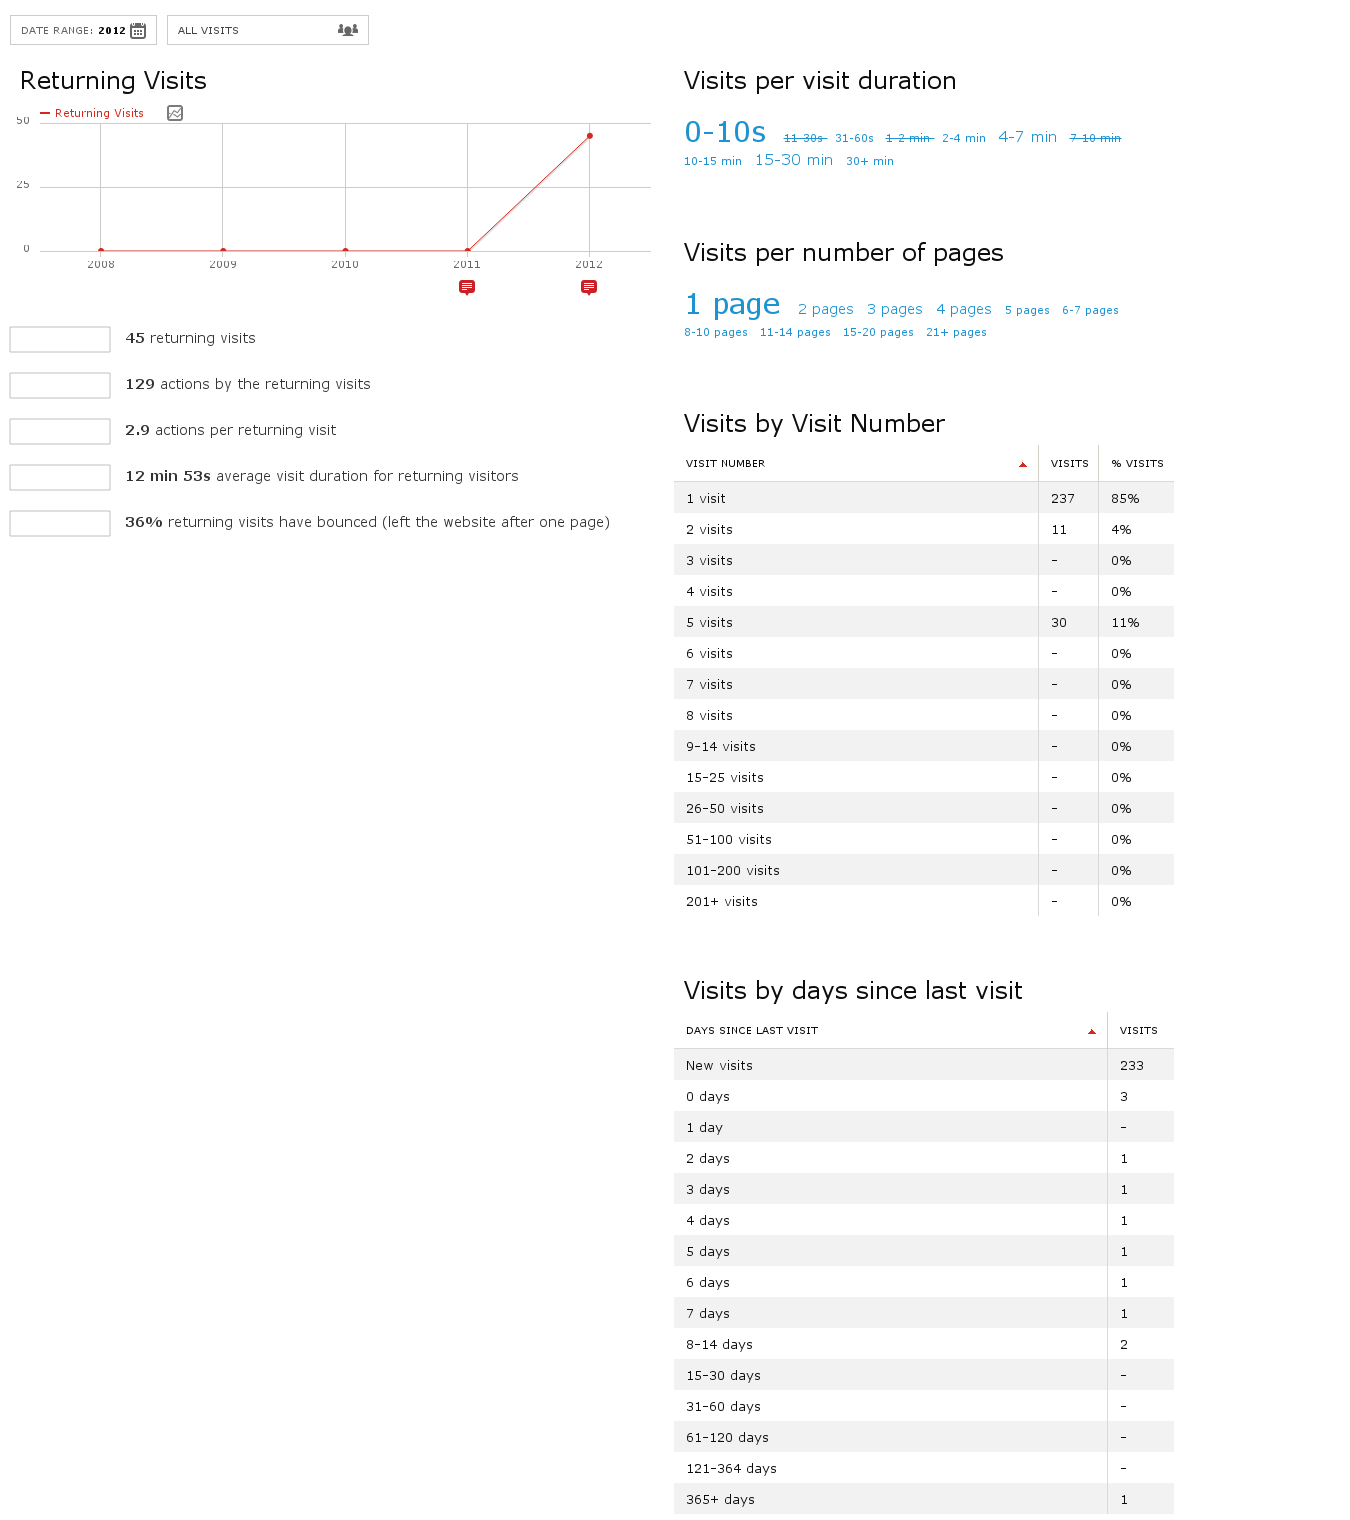 DATE RANGE: 2012
ALL VISITS
Returning Visits
Returning Visits
50
25
0
2008 2009 2010 2011 2012
45 returning visits
129 actions by the returning visits
2.9 actions per returning visit
12 min 53s average visit duration for returning visitors
36% returning visits have bounced (left the website after one page)
Visits per visit duration
0-10s 11-30s 31-60s 1-2 min 2-4 min 4-7 min 7-10 min
10-15 min 15-30 min 30+ min
Visits per number of pages
1 page 2 pages 3 pages 4 pages 5 pages 6-7 pages
8-10 pages 11-14 pages 15-20 pages 21+ pages
Visits by Visit Number
VISIT NUMBER VISITS % VISITS
1 visit 237 85%
2 visits 11 4%
3 visits - 0%
4 visits - 0%
5 visits 30 11%
6 visits - 0%
7 visits - 0%
8 visits - 0%
9-14 visits - 0%
15-25 visits - 0%
26-50 visits - 0%
51-100 visits - 0%
101-200 visits - 0%
201+ visits - 0%
Visits by days since last visit
DAYS SINCE LAST VISIT VISITS
New visits 233
0 days 3
1 day -
2 days 1
3 days 1
4 days 1
5 days 1
6 days 1
7 days 1
8-14 days 2
15-30 days -
31-60 days -
61-120 days -
121-364 days -
365+ days 1